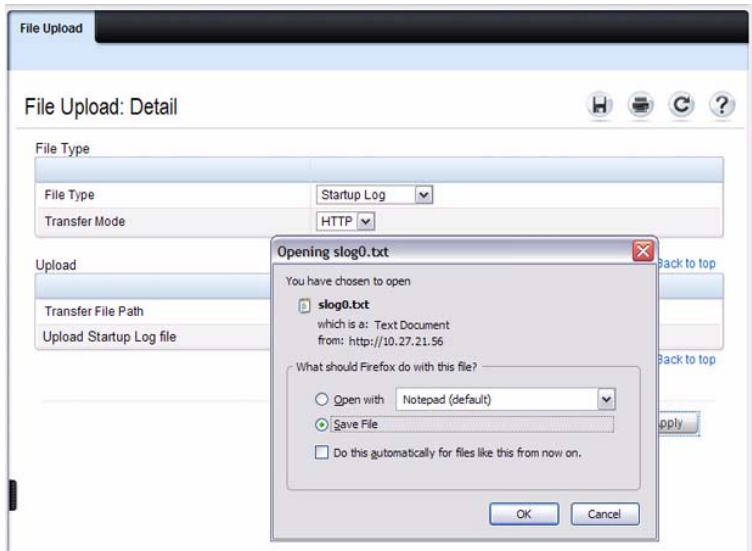 File Upload
File Upload: Detail
File Type
File Type Startup Log
Transfer Mode HTTP
Upload
Back to top
Transfer File Path
Upload Startup Log file
Back to top
Opening slog0.txt
You have chosen to open
slog0.txt
which is a: Text Document
from: http://10.27.21.56
What should Firefox do with this file?
Open with Notepad (default)
Save File
Do this automatically for files like this from now on.
OK Cancel